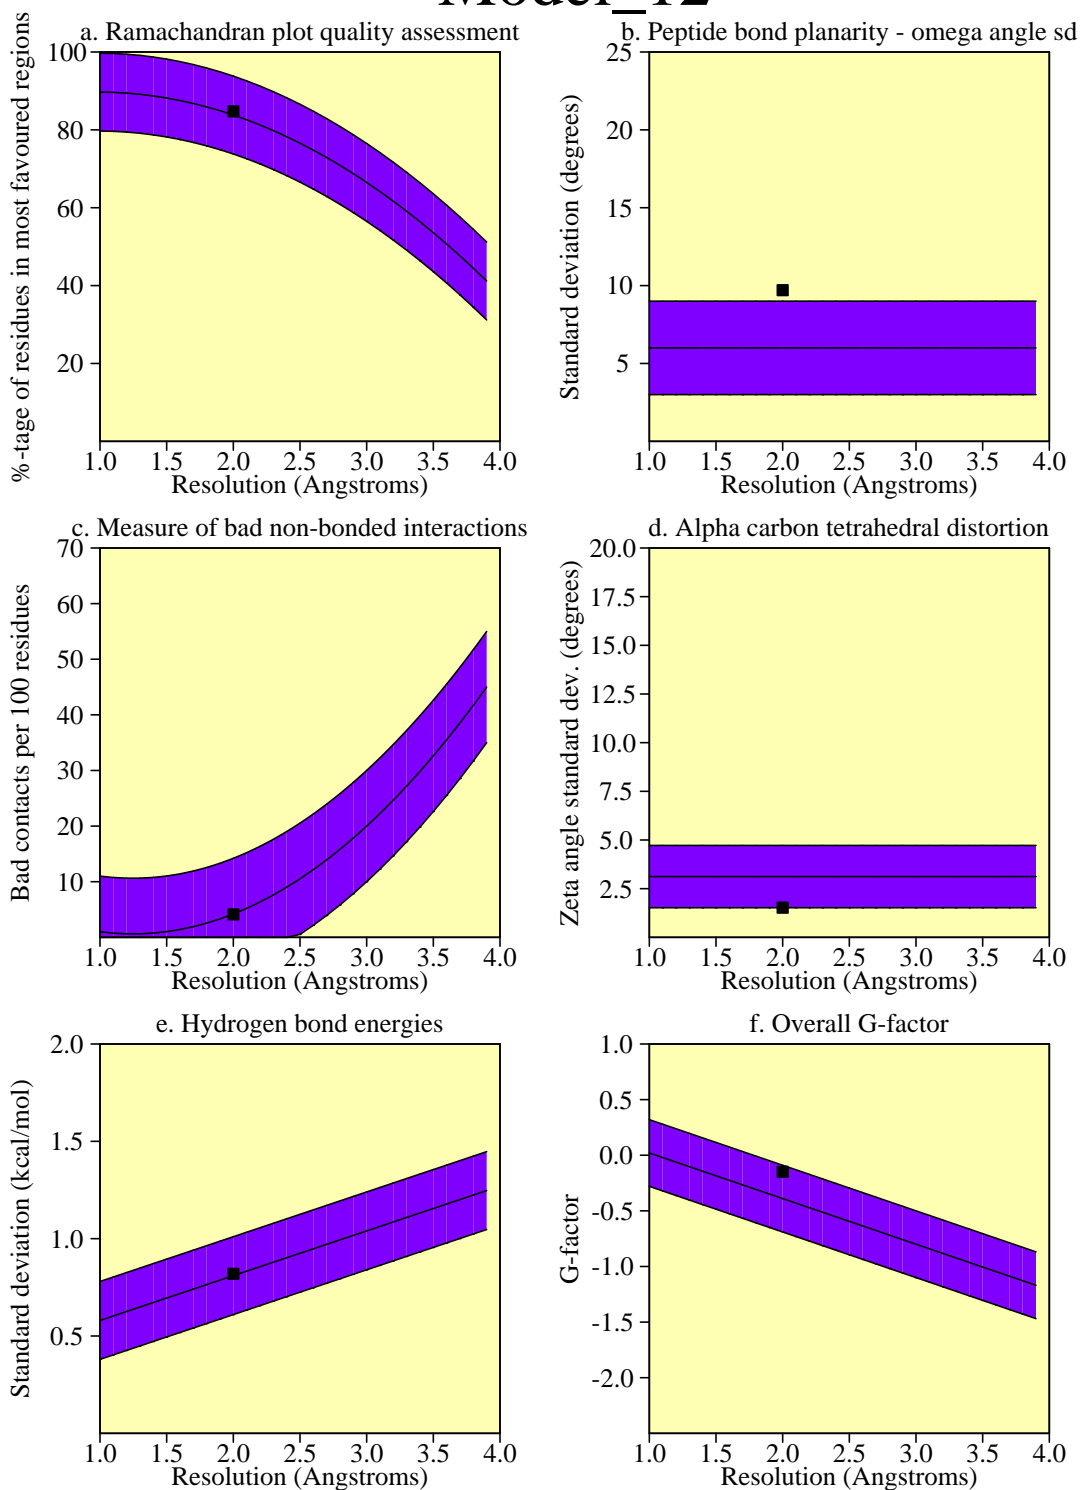 Model_12
a. Ramachandran plot quality assessment
%-tage of residues in most favoured regions
100
80
60
40
20
1.0 1.5 2.0 2.5 3.0 3.5 4.0
Resolution (Angstroms)
b. Peptide bond planarity - omega angle sd
Standard deviation (degrees)
25
20
15
10
5
1.0 1.5 2.0 2.5 3.0 3.5 4.0
Resolution (Angstroms)
c. Measure of bad non-bonded interactions
Bad contacts per 100 residues
70
60
50
40
30
20
10
1.0 1.5 2.0 2.5 3.0 3.5 4.0
Resolution (Angstroms)
d. Alpha carbon tetrahedral distortion
Zeta angle standard dev. (degrees)
20.0
17.5
15.0
12.5
10.0
7.5
5.0
2.5
1.0 1.5 2.0 2.5 3.0 3.5 4.0
Resolution (Angstroms)
e. Hydrogen bond energies
Standard deviation (kcal/mol)
2.0
1.5
1.0
0.5
1.0 1.5 2.0 2.5 3.0 3.5 4.0
Resolution (Angstroms)
f. Overall G-factor
G-factor
1.0
0.5
0.0
-0.5
-1.0
-1.5
-2.0
1.0 1.5 2.0 2.5 3.0 3.5 4.0
Resolution (Angstroms)